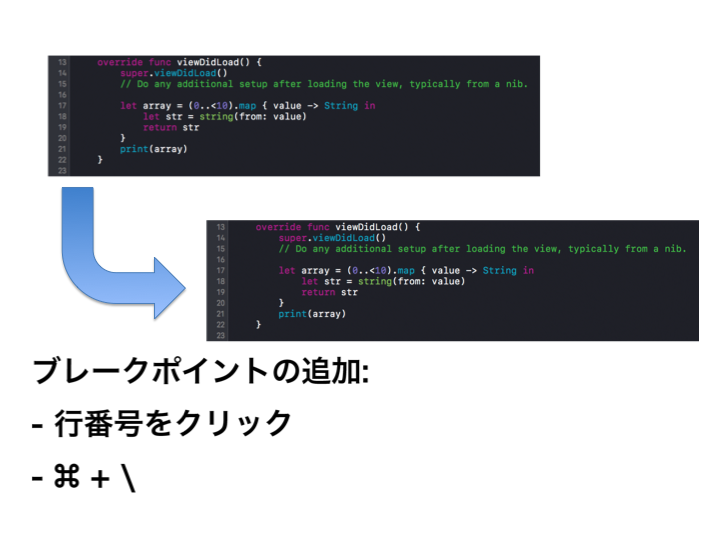 13 override func viewDidLoad() {
14 super.viewDidLoad()
15 // Do any additional setup after loading the view, typically from a nib.
16
17 let array = (0..<10).map { value -> String in
18 let str = string(from: value)
19 return str
20 }
21 print(array)
22 }
23
13 override func viewDidLoad() {
14 super.viewDidLoad()
15 // Do any additional setup after loading the view, typically from a nib.
16
17 let array = (0..<10).map { value -> String in
18 let str = string(from: value)
19 return str
20 }
21 print(array)
22 }
23
ブレークポイントの追加:
- 行番号をクリック
- ⌘ + \